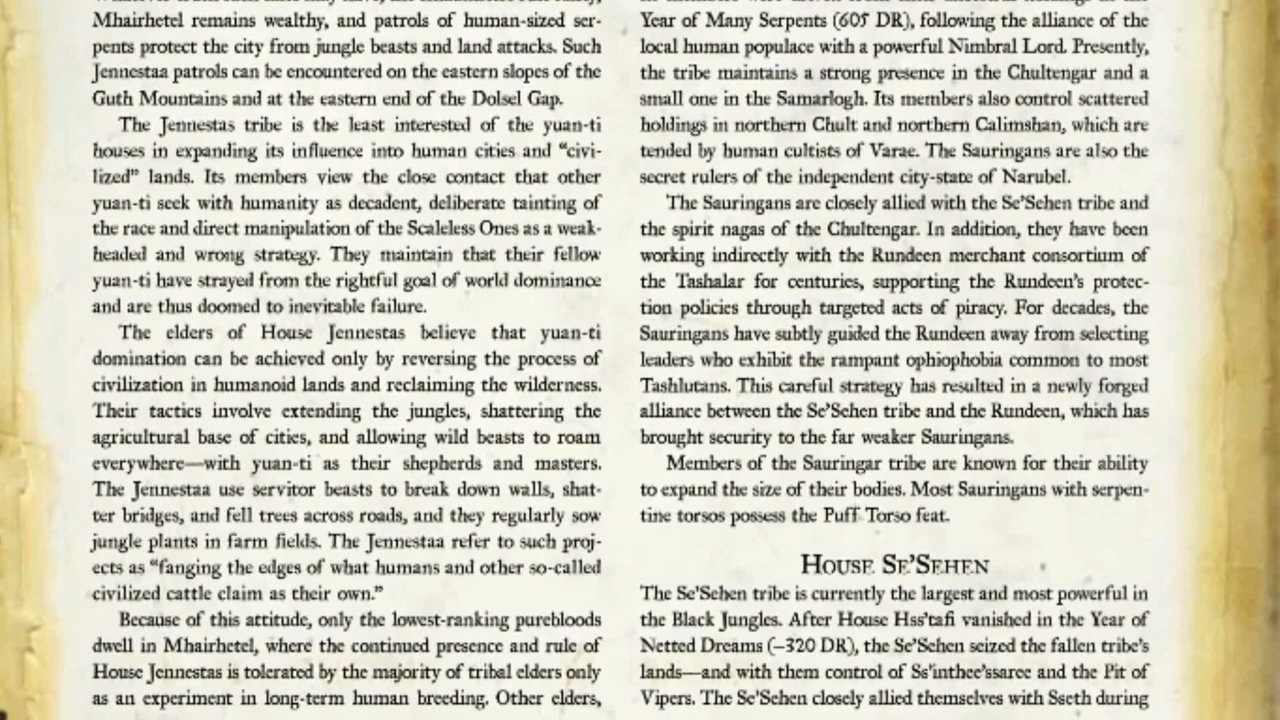 Mhairhetel remains wealthy, and patrols of human-sized ser-
pents protect the city from jungle beasts and land attacks. Such
Jennestaa patrols can be encountered on the eastern slopes of the
Guth Mountains and at the eastern end of the Dolsel Gap.
The Jennestas tribe is the least interested of the yuan-ti
houses in expanding its influence into human cities and “civi-
lized” lands. Its members view the close contact that other
yuan-ti seek with humanity as decadent, deliberate tainting of
the race and direct manipulation of the Scaleless Ones as a weak-
headed and wrong strategy. They maintain that their fellow
yuan-ti have strayed from the rightful goal of world dominance
and are thus doomed to inevitable failure.
The elders of House Jennestas believe that yuan-ti
domination can be achieved only by reversing the process of
civilization in humanoid lands and reclaiming the wilderness.
Their tactics involve extending the jungles, shattering the
agricultural base of cities, and allowing wild beasts to roam
everywhere—with yuan-ti as their shepherds and masters.
The Jennestaa use servitor beasts to break down walls, shat-
ter bridges, and fell trees across roads, and they regularly sow
jungle plants in farm fields. The Jennestaa refer to such proj-
ects as “fanging the edges of what humans and other so-called
civilized cattle claim as their own.”
Because of this attitude, only the lowest-ranking purebloods
dwell in Mhairhetel, where the continued presence and rule of
House Jennestas is tolerated by the majority of tribal elders only
as an experiment in long-term human breeding. Other elders,
Year of Many Serpents (605 DR), following the alliance of the
local human populace with a powerful Nimbral Lord. Presently,
the tribe maintains a strong presence in the Chultengar and a
small one in the Samarlogh. Its members also control scattered
holdings in northern Chult and northern Calimshan, which are
tended by human cultists of Varae. The Sauringans are also the
secret rulers of the independent city-state of Narubel.
The Sauringans are closely allied with the Se’Sehen tribe and
the spirit nagas of the Chultengar. In addition, they have been
working indirectly with the Rundeen merchant consortium of
the Tashalar for centuries, supporting the Rundeen’s protec-
tion policies through targeted acts of piracy. For decades, the
Sauringans have subtly guided the Rundeen away from selecting
leaders who exhibit the rampant ophiophobia common to most
Tashlutans. This careful strategy has resulted in a newly forged
alliance between the Se’Sehen tribe and the Rundeen, which has
brought security to the far weaker Sauringans.
Members of the Sauringar tribe are known for their ability
to expand the size of their bodies. Most Sauringans with serpen-
tine torsos possess the Puff Torso feat.
House Se’Sehen
The Se’Sehen tribe is currently the largest and most powerful in
the Black Jungles. After House Hss’tafi vanished in the Year of
Netted Dreams (–320 DR), the Se’Sehen seized the fallen tribe’s
lands—and with them control of Ss’inthee’ssaree and the Pit of
Vipers. The Se’Sehen closely allied themselves with Sseth during